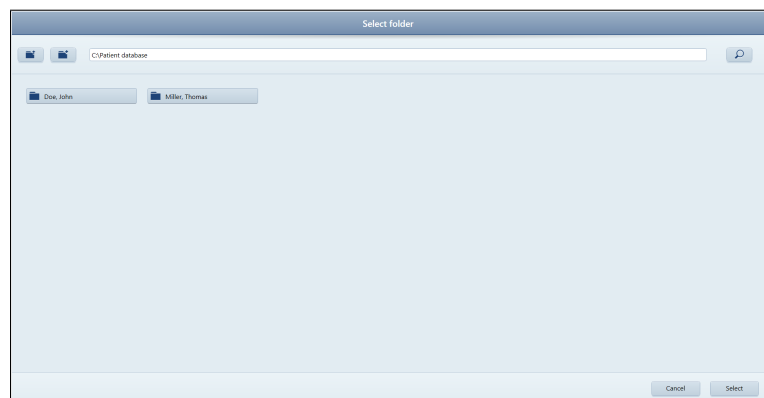 Select folder
C:\Patient database
Doe, John
Miller, Thomas
Cancel
Select